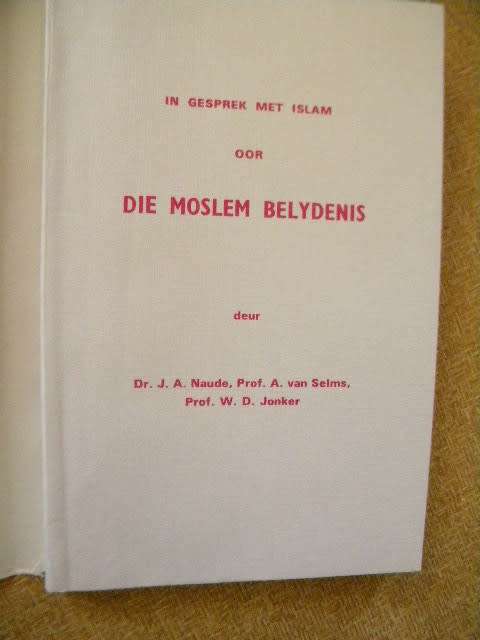 IN GESPREK MET ISLAM
OOR
DIE MOSLEM BELYDENIS
deur
Dr. J. A. Naude, Prof. A. van Selms,
Prof. W. D. Jonker